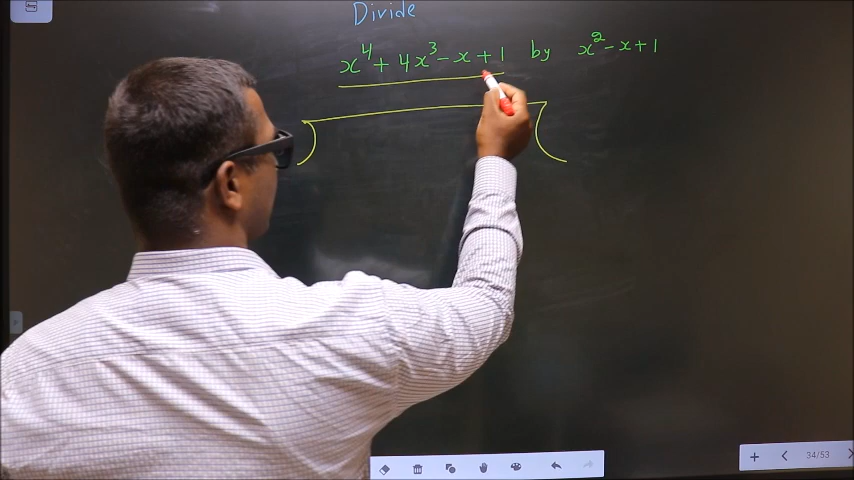 Divide
x⁴ + 4x³ - x + 1 by x² - x + 1
34/53